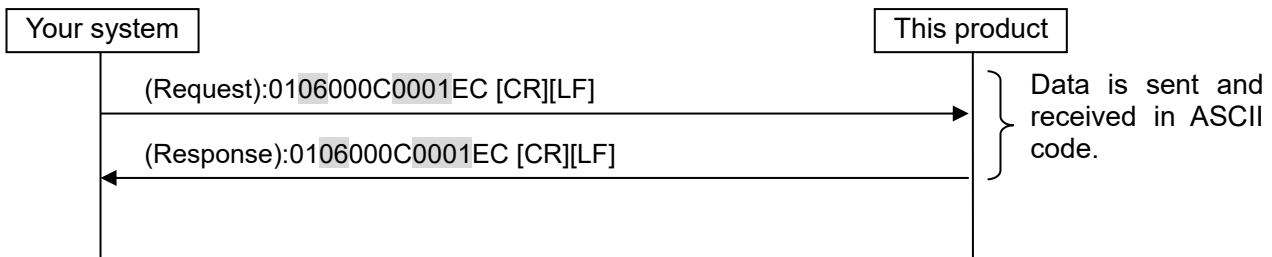 Your system
This product
(Request):0106000C0001EC [CR][LF]
(Response):0106000C0001EC [CR][LF]
Data is sent and
received in ASCII
code.